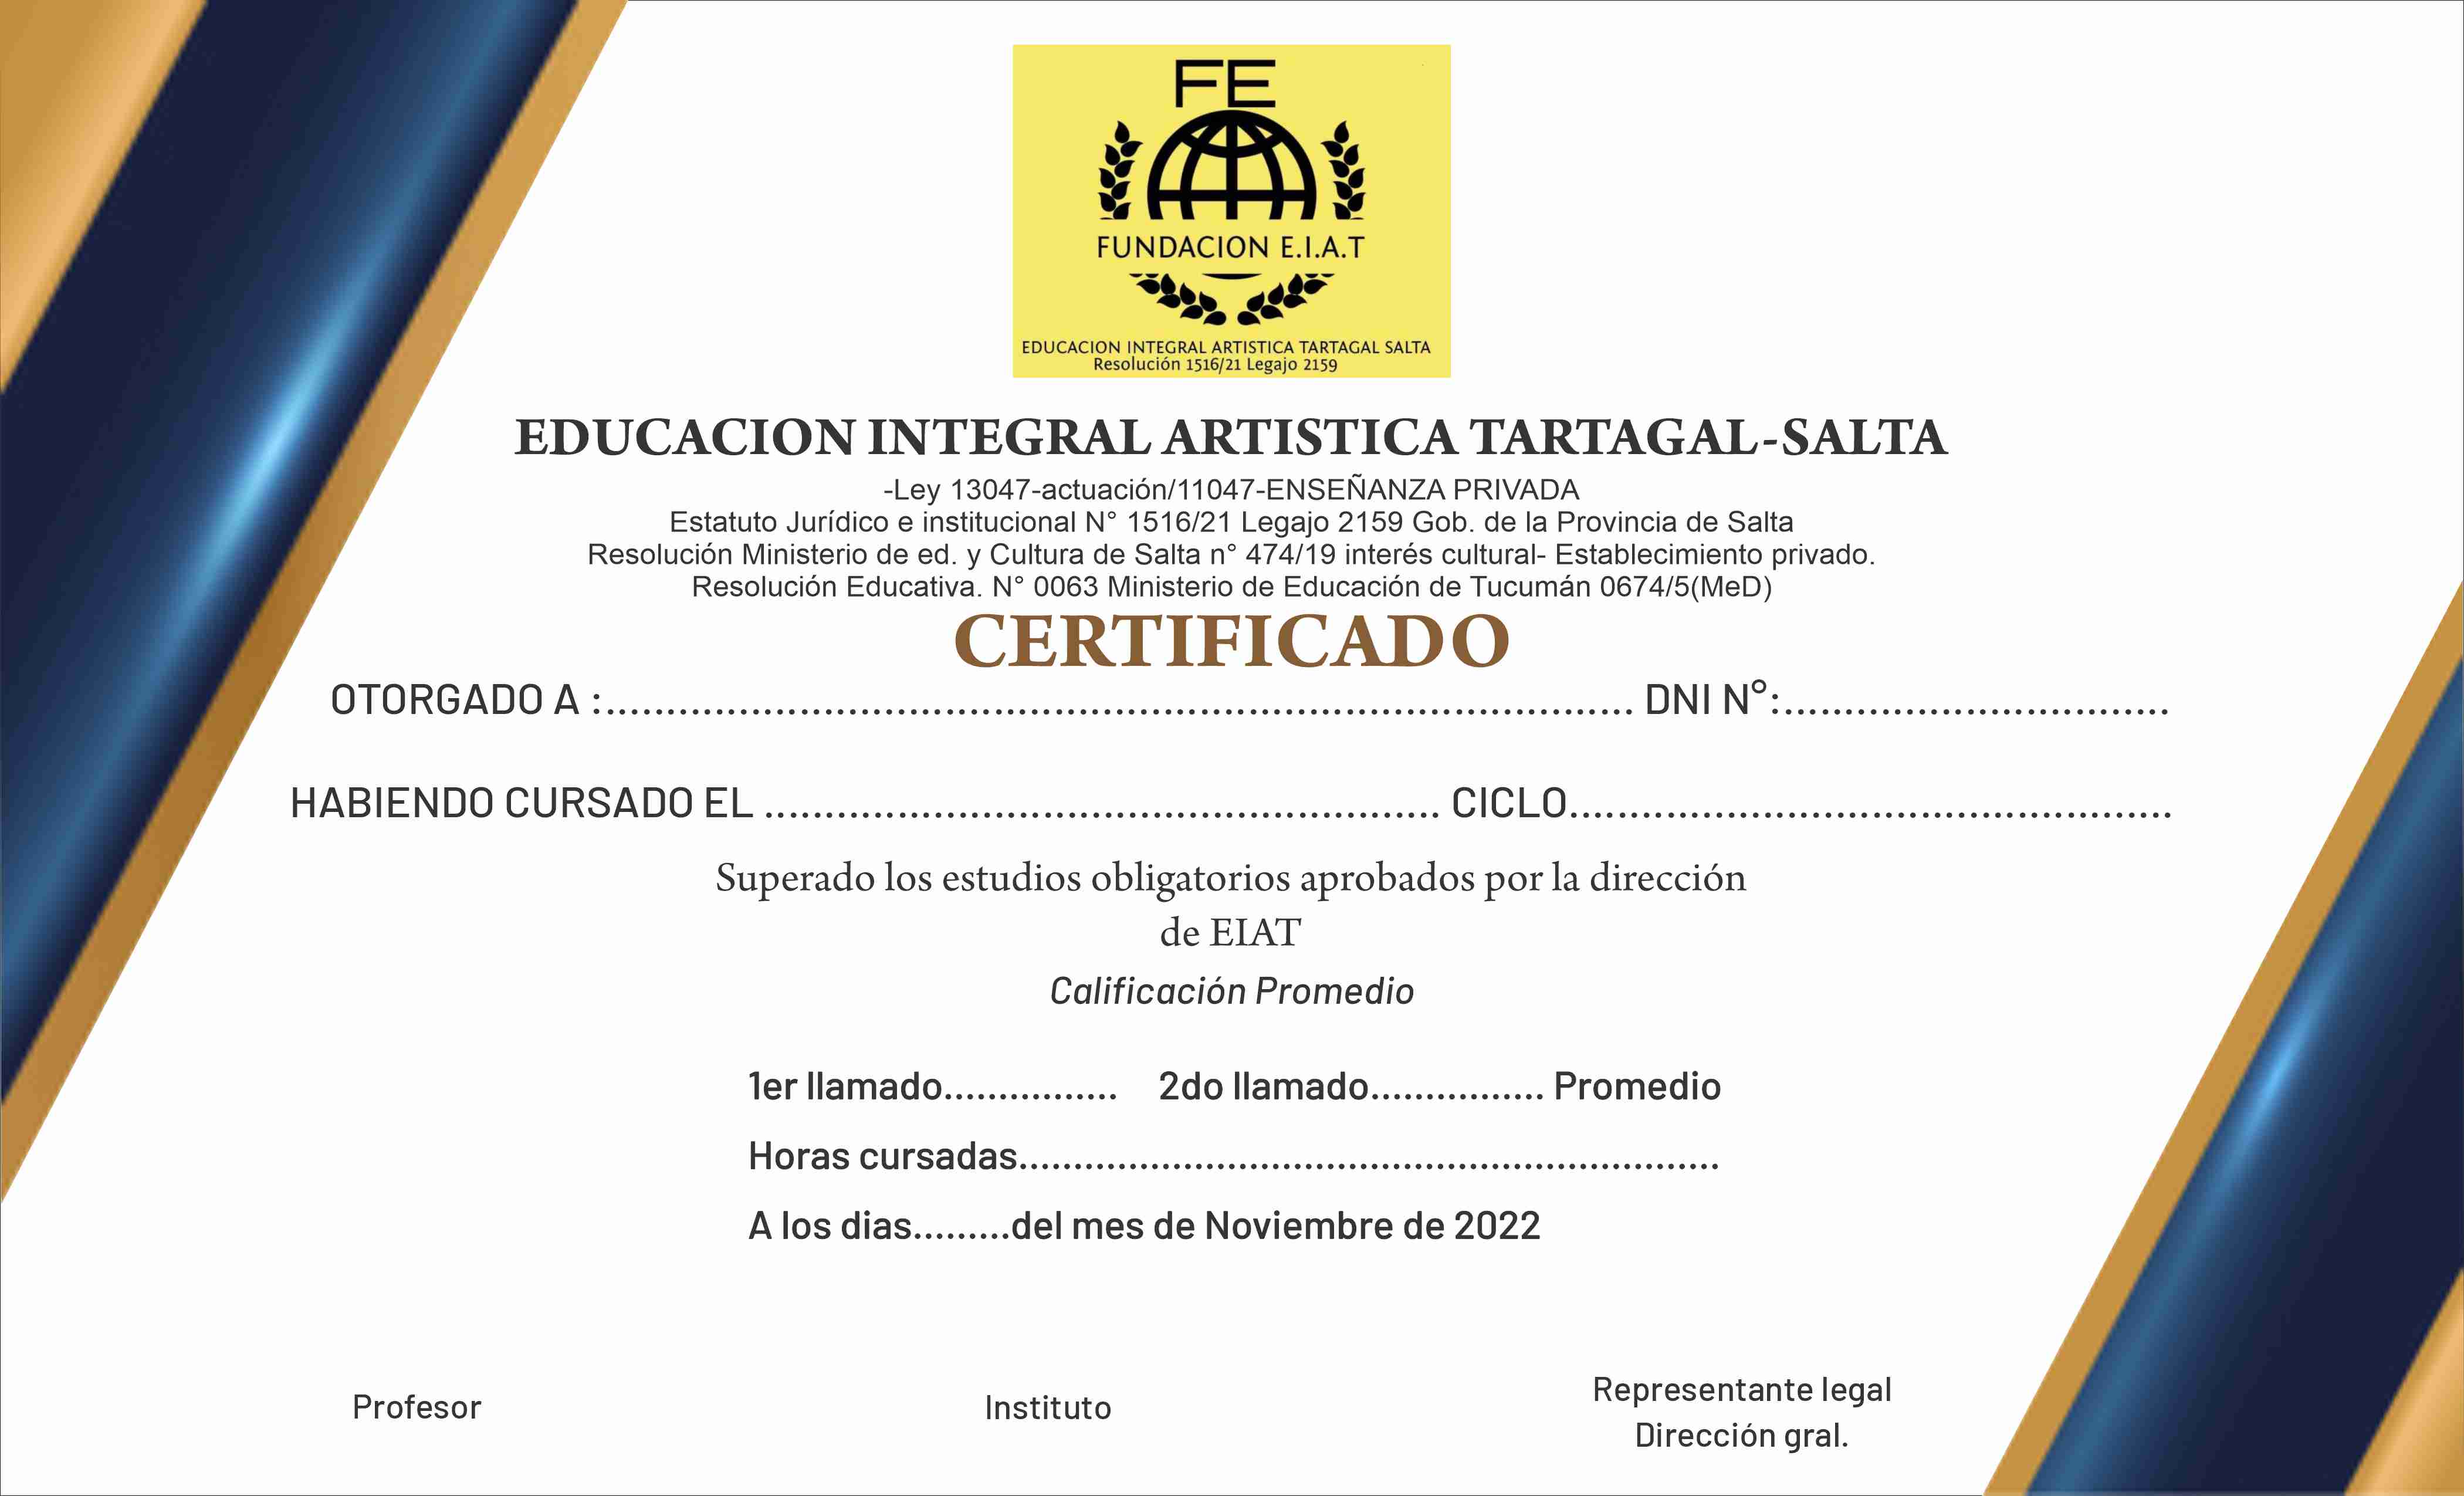 FE
FUNDACION E.I.A.T
EDUCACION INTEGRAL ARTISTICA TARTAGAL SALTA
Resolución 1516/21 Legajo 2159
EDUCACION INTEGRAL ARTISTICA TARTAGAL-SALTA
-Ley 13047-actuación/11047-ENSEÑANZA PRIVADA
Estatuto Jurídico e institucional N° 1516/21 Legajo 2159 Gob. de la Provincia de Salta
Resolución Ministerio de ed. y Cultura de Salta n° 474/19 interés cultural- Establecimiento privado.
Resolución Educativa. N° 0063 Ministerio de Educación de Tucumán 0674/5(MeD)
CERTIFICADO
OTORGADO A :..................................................................................... DNI N°:................................
HABIENDO CURSADO EL ........................................................ CICLO..................................................
Superado los estudios obligatorios aprobados por la dirección
de EIAT
Calificación Promedio
1er llamado................ 2do llamado................ Promedio
Horas cursadas................................................................
A los dias.........del mes de Noviembre de 2022
Profesor
Instituto
Representante legal
Dirección gral.